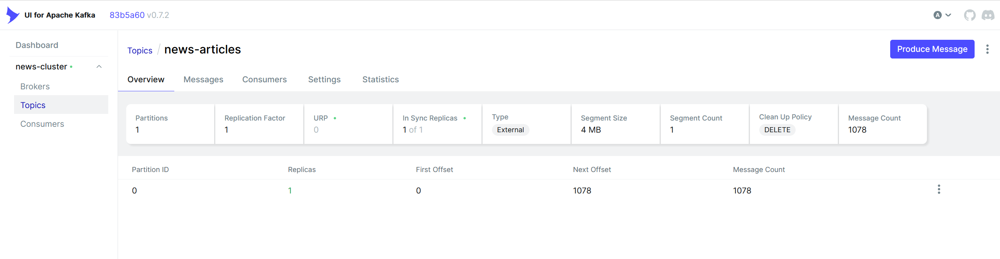 UI for Apache Kafka 83b5a60 v0.7.2 A
Dashboard
news-cluster
Brokers
Topics
Consumers
Topics / news-articles
Produce Message
Overview Messages Consumers Settings Statistics
Partitions
1
Replication Factor
1
URP
0
In Sync Replicas
1 of 1
Type
External
Segment Size
4 MB
Segment Count
1
Clean Up Policy
DELETE
Message Count
1078
Partition ID Replicas First Offset Next Offset Message Count
0 1 0 1078 1078